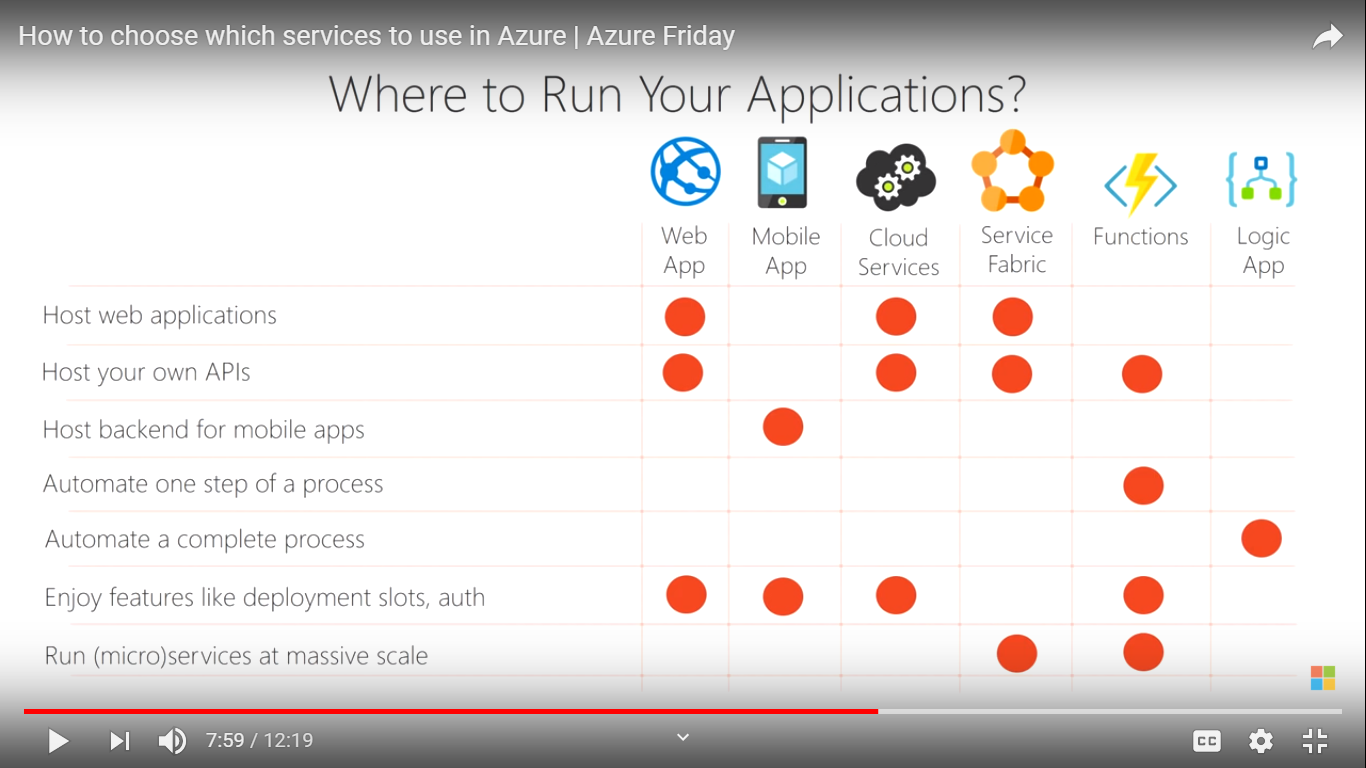 How to choose which services to use in Azure | Azure Friday
Where to Run Your Applications?
Web App
Mobile App
Cloud Services
Service Fabric
Functions
Logic App
Host web applications
Host your own APIs
Host backend for mobile apps
Automate one step of a process
Automate a complete process
Enjoy features like deployment slots, auth
Run (micro)services at massive scale
7:59 / 12:19
CC